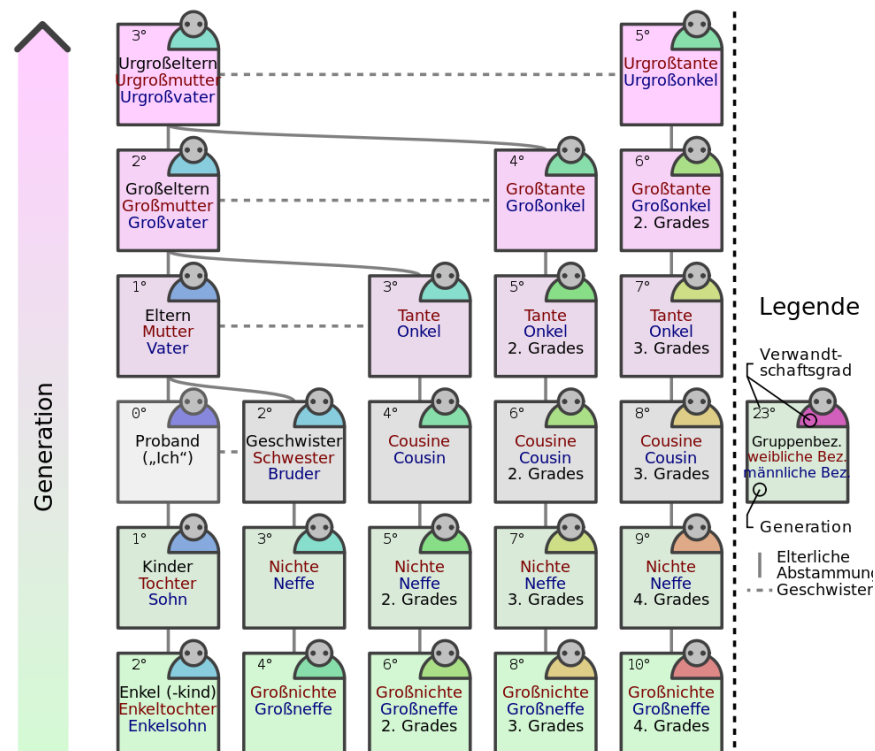 3°
Urgroßeltern
Urgroßmutter
Urgroßvater
5°
Urgroßtante
Urgroßonkel
2°
Großeltern
Großmutter
Großvater
4°
Großtante
Großonkel
6°
Großtante
Großonkel
2. Grades
1°
Eltern
Mutter
Vater
3°
Tante
Onkel
5°
Tante
Onkel
2. Grades
7°
Tante
Onkel
3. Grades
0°
Proband
(„Ich“)
2°
Geschwister
Schwester
Bruder
4°
Cousine
Cousin
6°
Cousine
Cousin
2. Grades
8°
Cousine
Cousin
3. Grades
1°
Kinder
Tochter
Sohn
3°
Nichte
Neffe
5°
Nichte
Neffe
2. Grades
7°
Nichte
Neffe
3. Grades
9°
Nichte
Neffe
4. Grades
2°
Enkel (-kind)
Enkeltochter
Enkelsohn
4°
Großnichte
Großneffe
6°
Großnichte
Großneffe
2. Grades
8°
Großnichte
Großneffe
3. Grades
10°
Großnichte
Großneffe
4. Grades
Generation
Legende
Verwandt-
schaftsgrad
23°
Gruppenbez.
weibliche Bez.
männliche Bez.
Generation
Elterliche
Abstammung
Geschwister